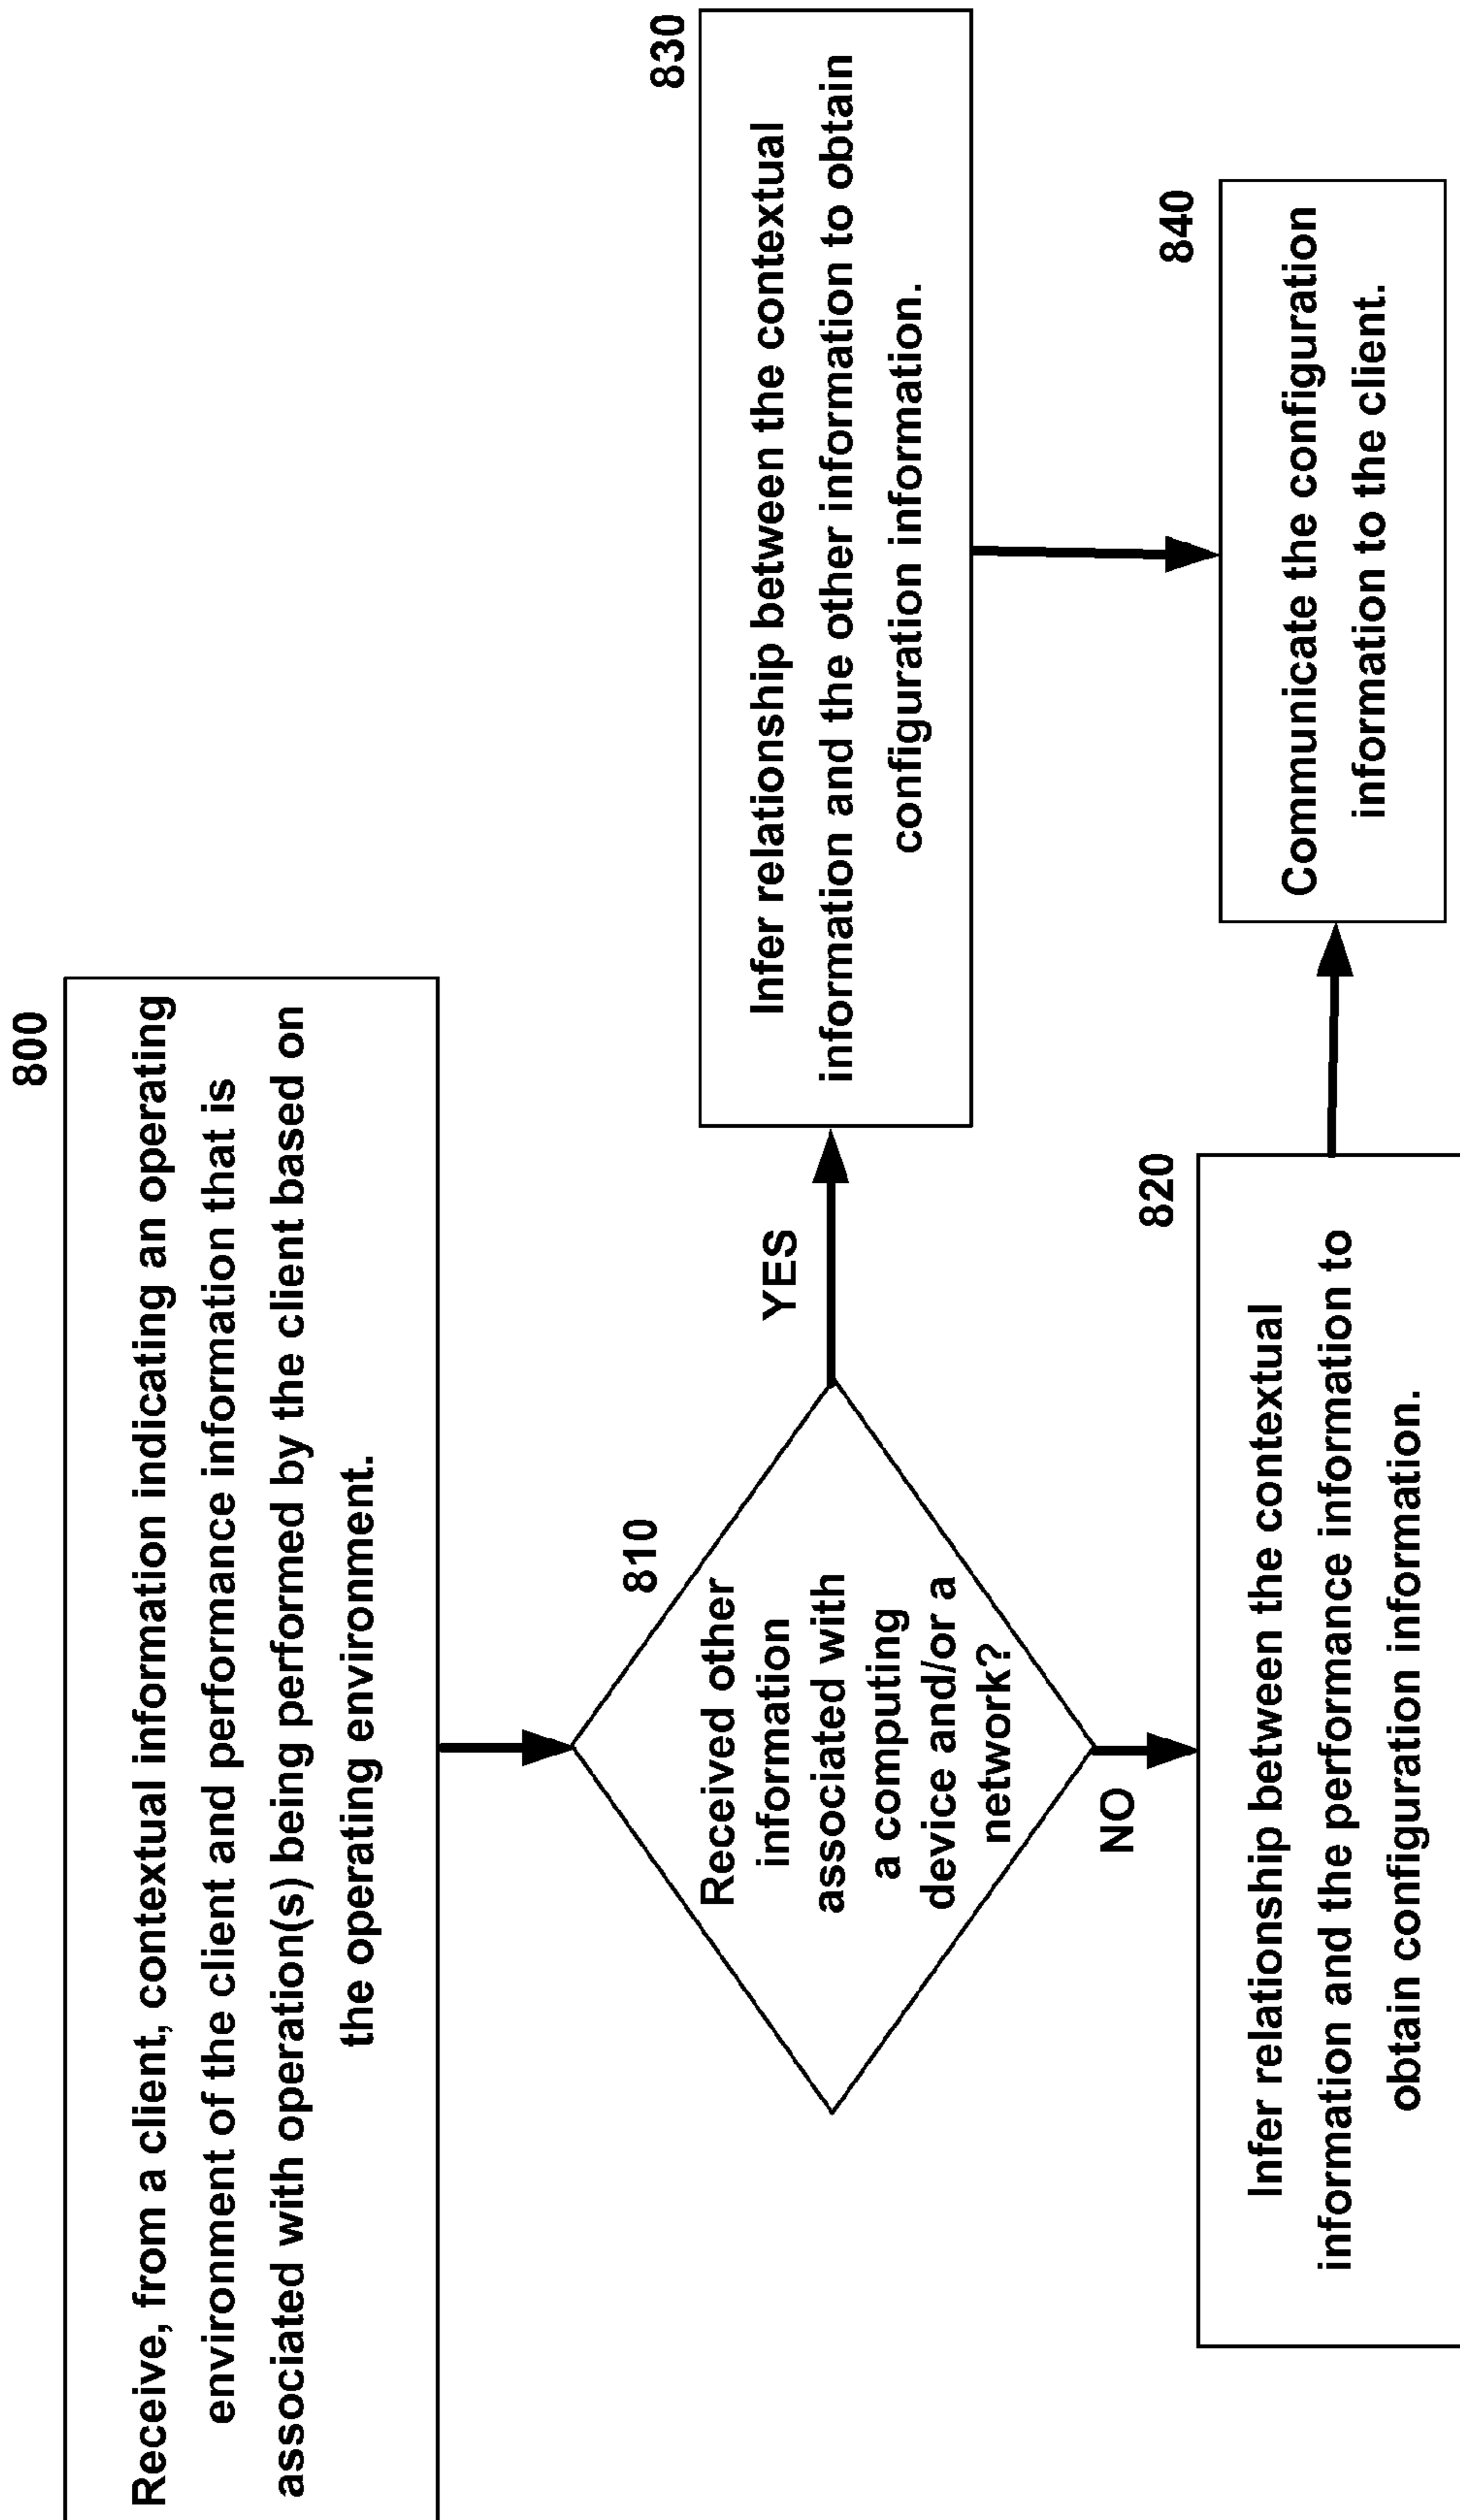 800
Receive, from a client, contextual information indicating an operating
environment of the client and performance information that is
associated with operation(s) being performed by the client based on
the operating environment.
810
Received other
information
associated with
a computing
device and/or a
network?
YES
830
Infer relationship between the contextual
information and the other information to obtain
configuration information.
NO
820
Infer relationship between the contextual
information and the performance information to
obtain configuration information.
840
Communicate the configuration
information to the client.